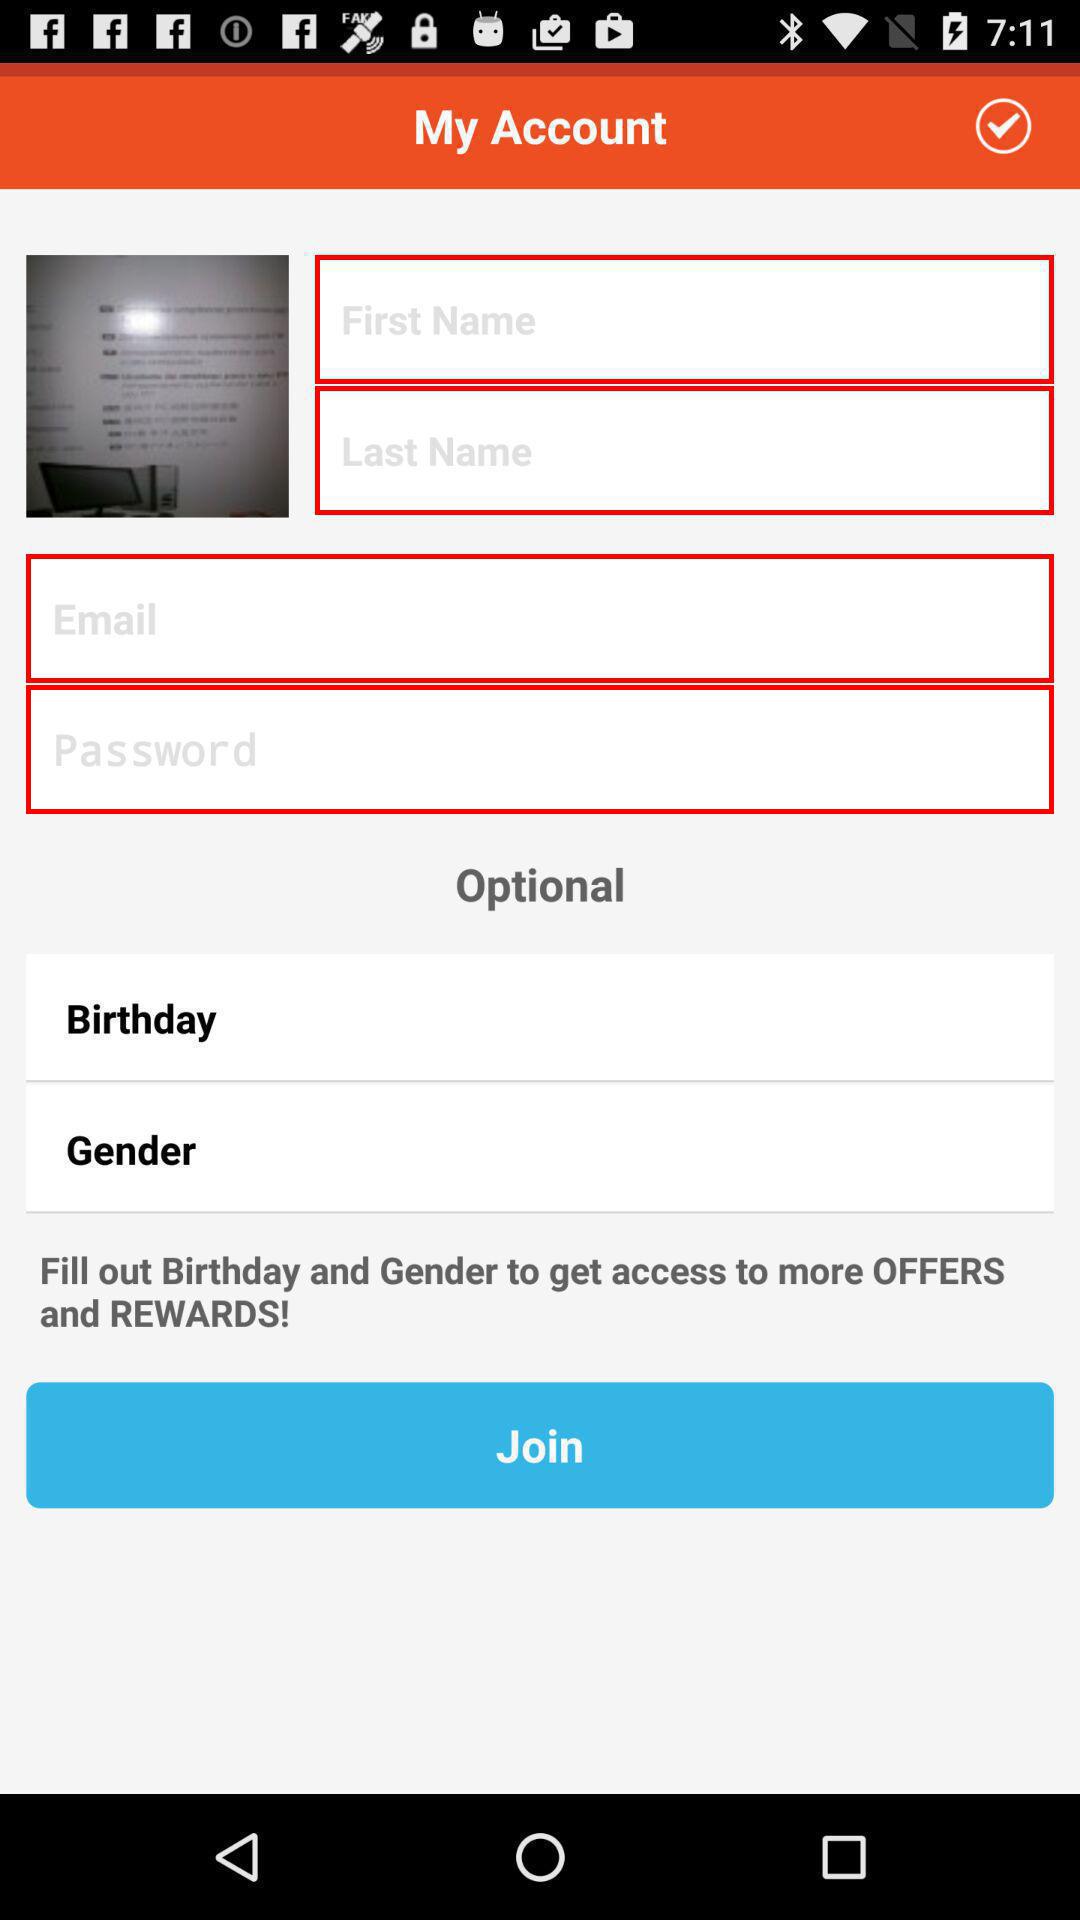 FAKE
7:11
My Account
First Name
Last Name
Email
Password
Optional
Birthday
Gender
Fill out Birthday and Gender to get access to more OFFERS
and REWARDS!
Join